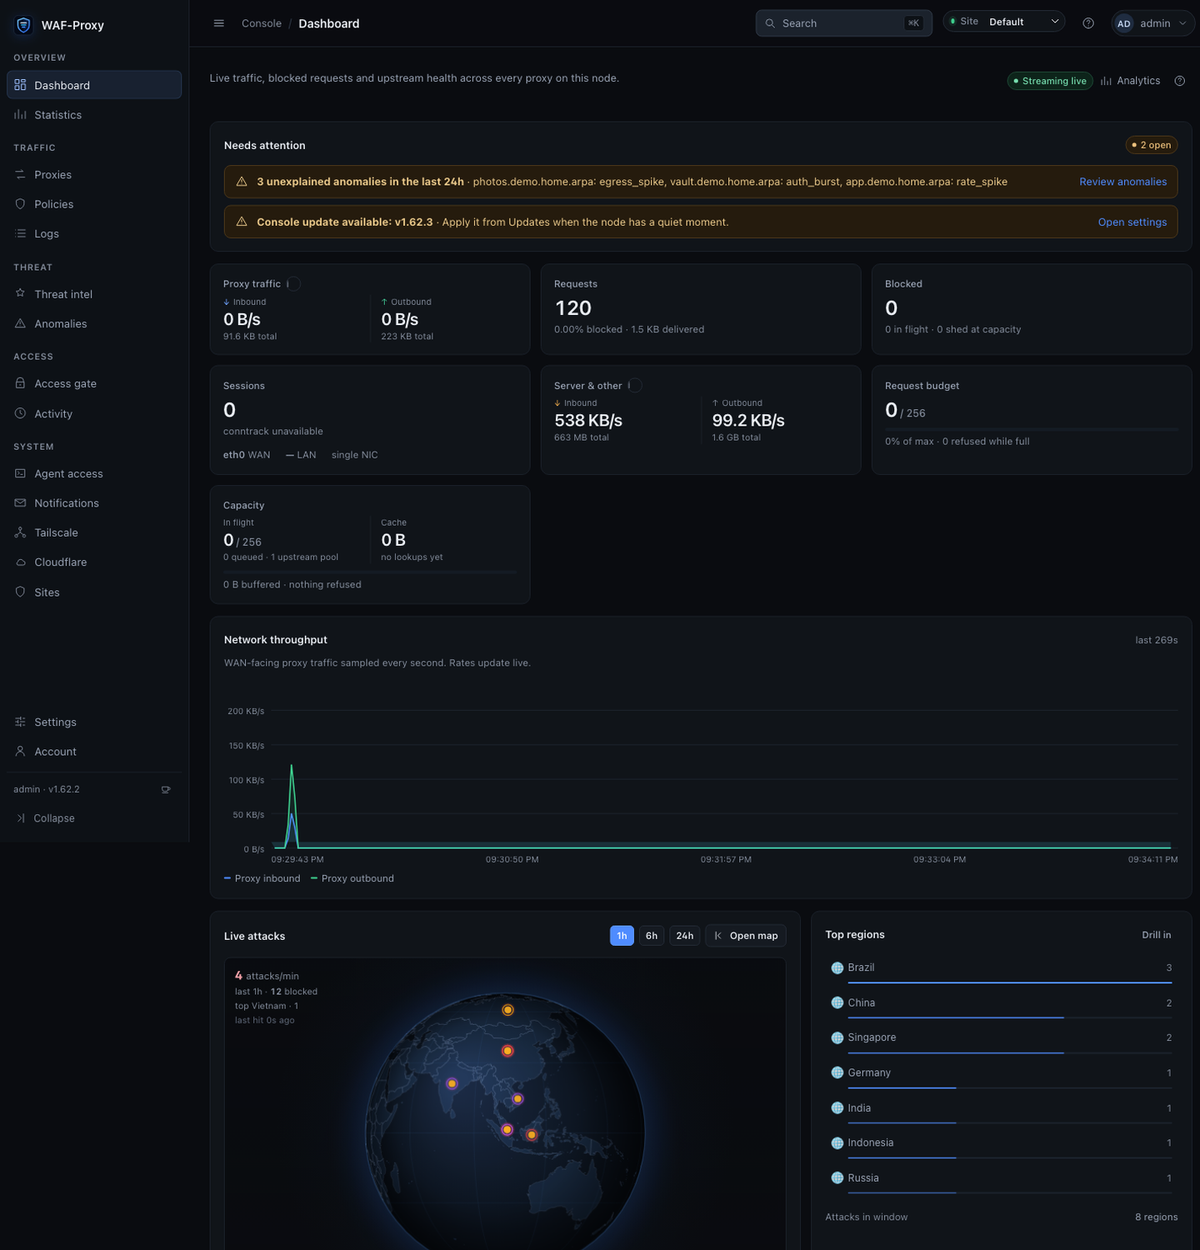 WAF-Proxy
OVERVIEW
Dashboard
Statistics
TRAFFIC
Proxies
Policies
Logs
THREAT
Threat intel
Anomalies
ACCESS
Access gate
Activity
SYSTEM
Agent access
Notifications
Tailscale
Cloudflare
Sites
Settings
Account
admin · v1.62.2
Collapse
Console / Dashboard
Search ⌘K
Site Default
AD admin
Live traffic, blocked requests and upstream health across every proxy on this node.
Streaming live
Analytics
Needs attention
2 open
3 unexplained anomalies in the last 24h · photos.demo.home.arpa: egress_spike, vault.demo.home.arpa: auth_burst, app.demo.home.arpa: rate_spike
Review anomalies
Console update available: v1.62.3 · Apply it from Updates when the node has a quiet moment.
Open settings
Proxy traffic i
↓ Inbound
0 B/s
91.6 KB total
↑ Outbound
0 B/s
223 KB total
Requests
120
0.00% blocked · 1.5 KB delivered
Blocked
0
0 in flight · 0 shed at capacity
Sessions
0
conntrack unavailable
eth0 WAN — LAN single NIC
Server & other i
↓ Inbound
538 KB/s
663 MB total
↑ Outbound
99.2 KB/s
1.6 GB total
Request budget
0 / 256
0% of max · 0 refused while full
Capacity
In flight
0 / 256
0 queued · 1 upstream pool
Cache
0 B
no lookups yet
0 B buffered · nothing refused
Network throughput
last 269s
WAN-facing proxy traffic sampled every second. Rates update live.
200 KB/s
150 KB/s
100 KB/s
50 KB/s
0 B/s
09:29:43 PM
09:30:50 PM
09:31:57 PM
09:33:04 PM
09:34:11 PM
Proxy inbound
Proxy outbound
Live attacks
1h
6h
24h
Open map
4 attacks/min
last 1h · 12 blocked
top Vietnam · 1
last hit 0s ago
Top regions
Drill in
Brazil 3
China 2
Singapore 2
Germany 1
India 1
Indonesia 1
Russia 1
Attacks in window
8 regions